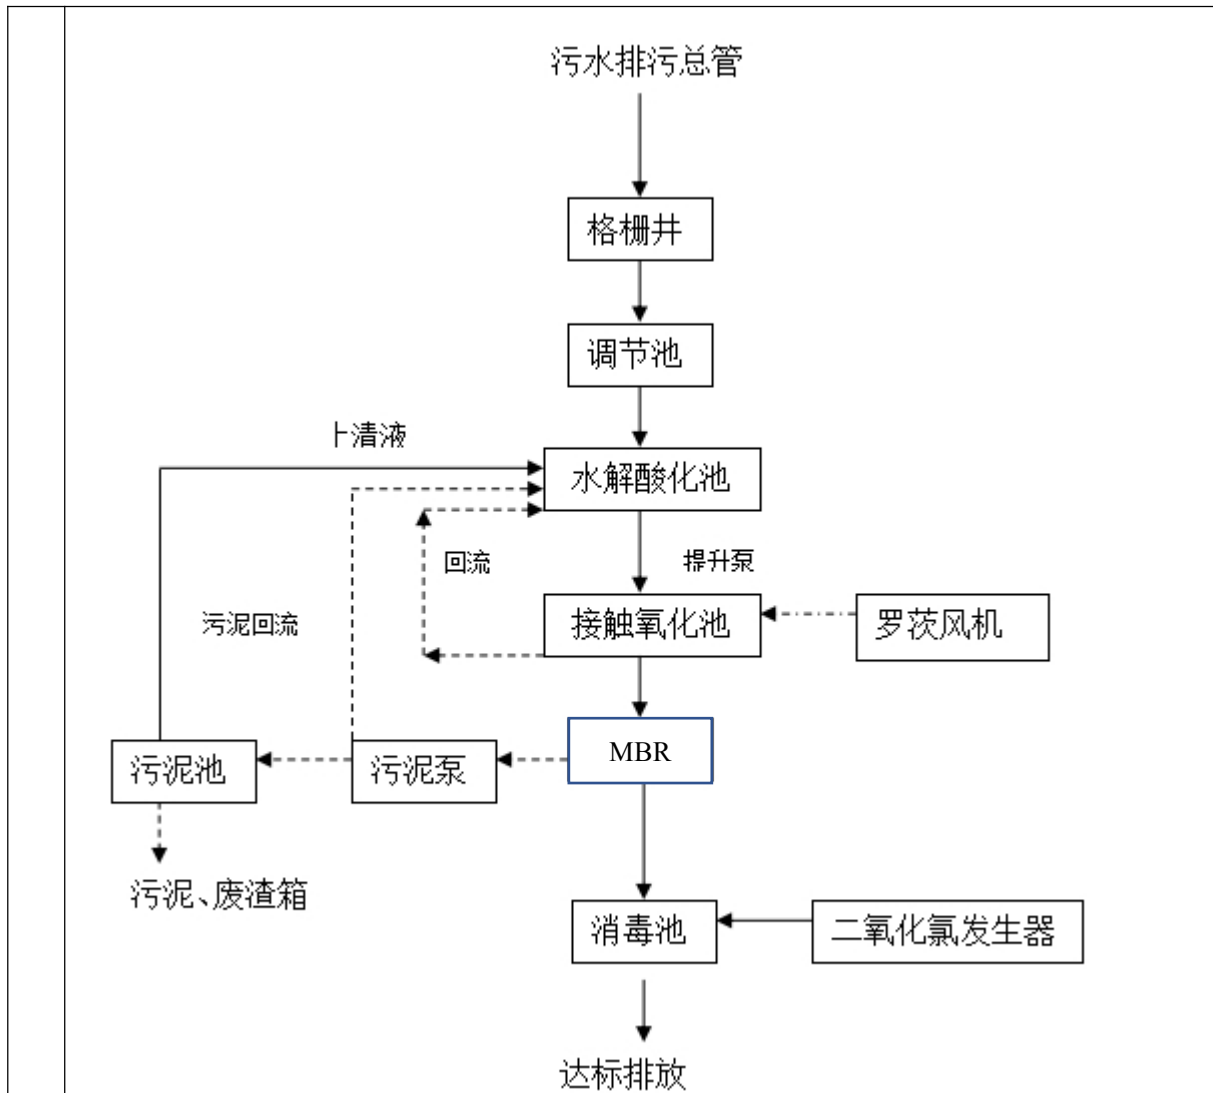 污水排污总管
格栅井
调节池
上清液
水解酸化池
回流
提升泵
污泥回流
接触氧化池
罗茨风机
MBR
污泥池
污泥泵
污泥、废渣箱
消毒池
二氧化氯发生器
达标排放